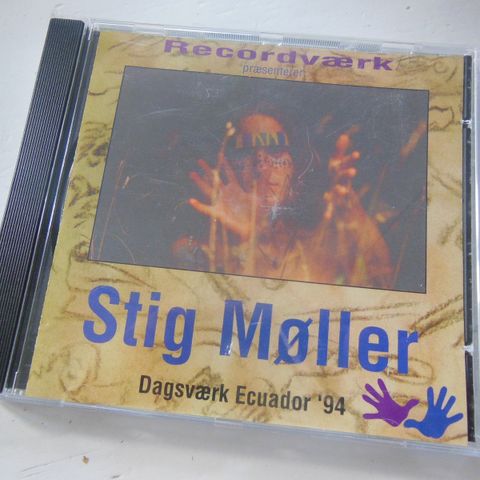 Recordværk
præsenterer
Stig Møller
Dagsværk Ecuador '94